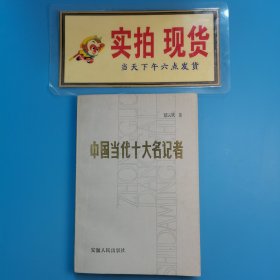 实拍 现货
当天下午六点发货
著
中国当代十大名记者
安徽人民出版社